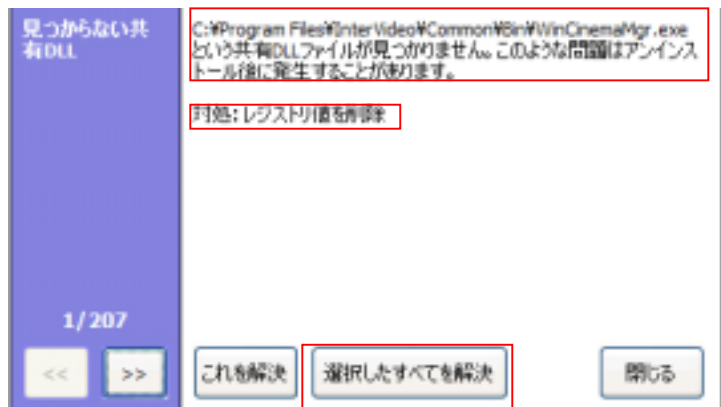 見つからない共
有DLL
C:¥Program Files¥InterVideo¥Common¥Bin¥WinCinemaMgr.exe
という共有DLLファイルが見つかりません。このような問題はアンインス
トール後に発生することがあります。
対処: レジストリ値を削除
1/207
<< >> これを解決 選択したすべてを解決 閉じる